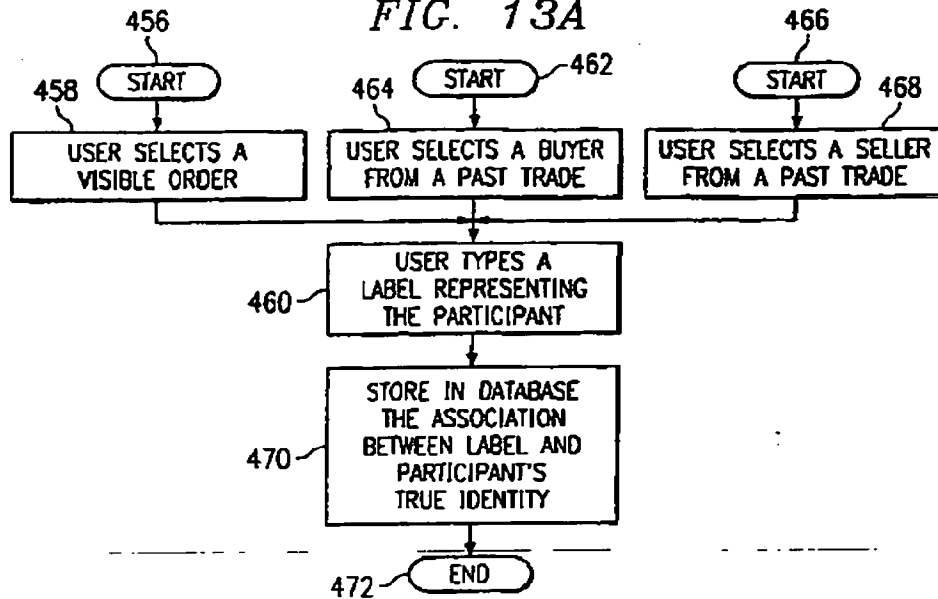 FIG. 13A
456
START
458
USER SELECTS A
VISIBLE ORDER
START
462
464
USER SELECTS A BUYER
FROM A PAST TRADE
466
START
468
USER SELECTS A SELLER
FROM A PAST TRADE
460
USER TYPES A
LABEL REPRESENTING
THE PARTICIPANT
470
STORE IN DATABASE
THE ASSOCIATION
BETWEEN LABEL AND
PARTICIPANT'S
TRUE IDENTITY
472
END